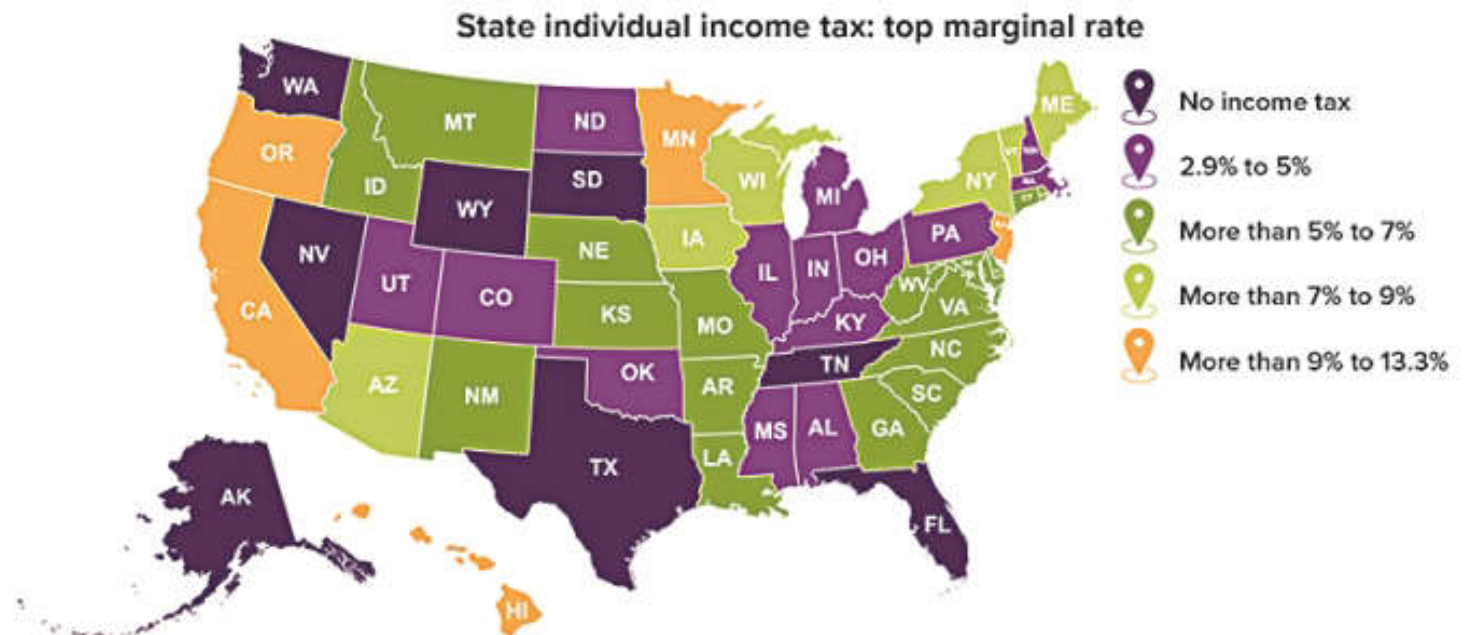 State individual income tax: top marginal rate
No income tax
2.9% to 5%
More than 5% to 7%
More than 7% to 9%
More than 9% to 13.3%
WA
MT
ND
MN
ME
OR
ID
SD
WI
NY
VT
NH
WY
MI
NV
NE
IA
PA
UT
CO
IL
IN
OH
CA
KS
MO
WV
VA
KY
AZ
NM
OK
AR
TN
NC
SC
TX
LA
MS
AL
GA
AK
FL
HI